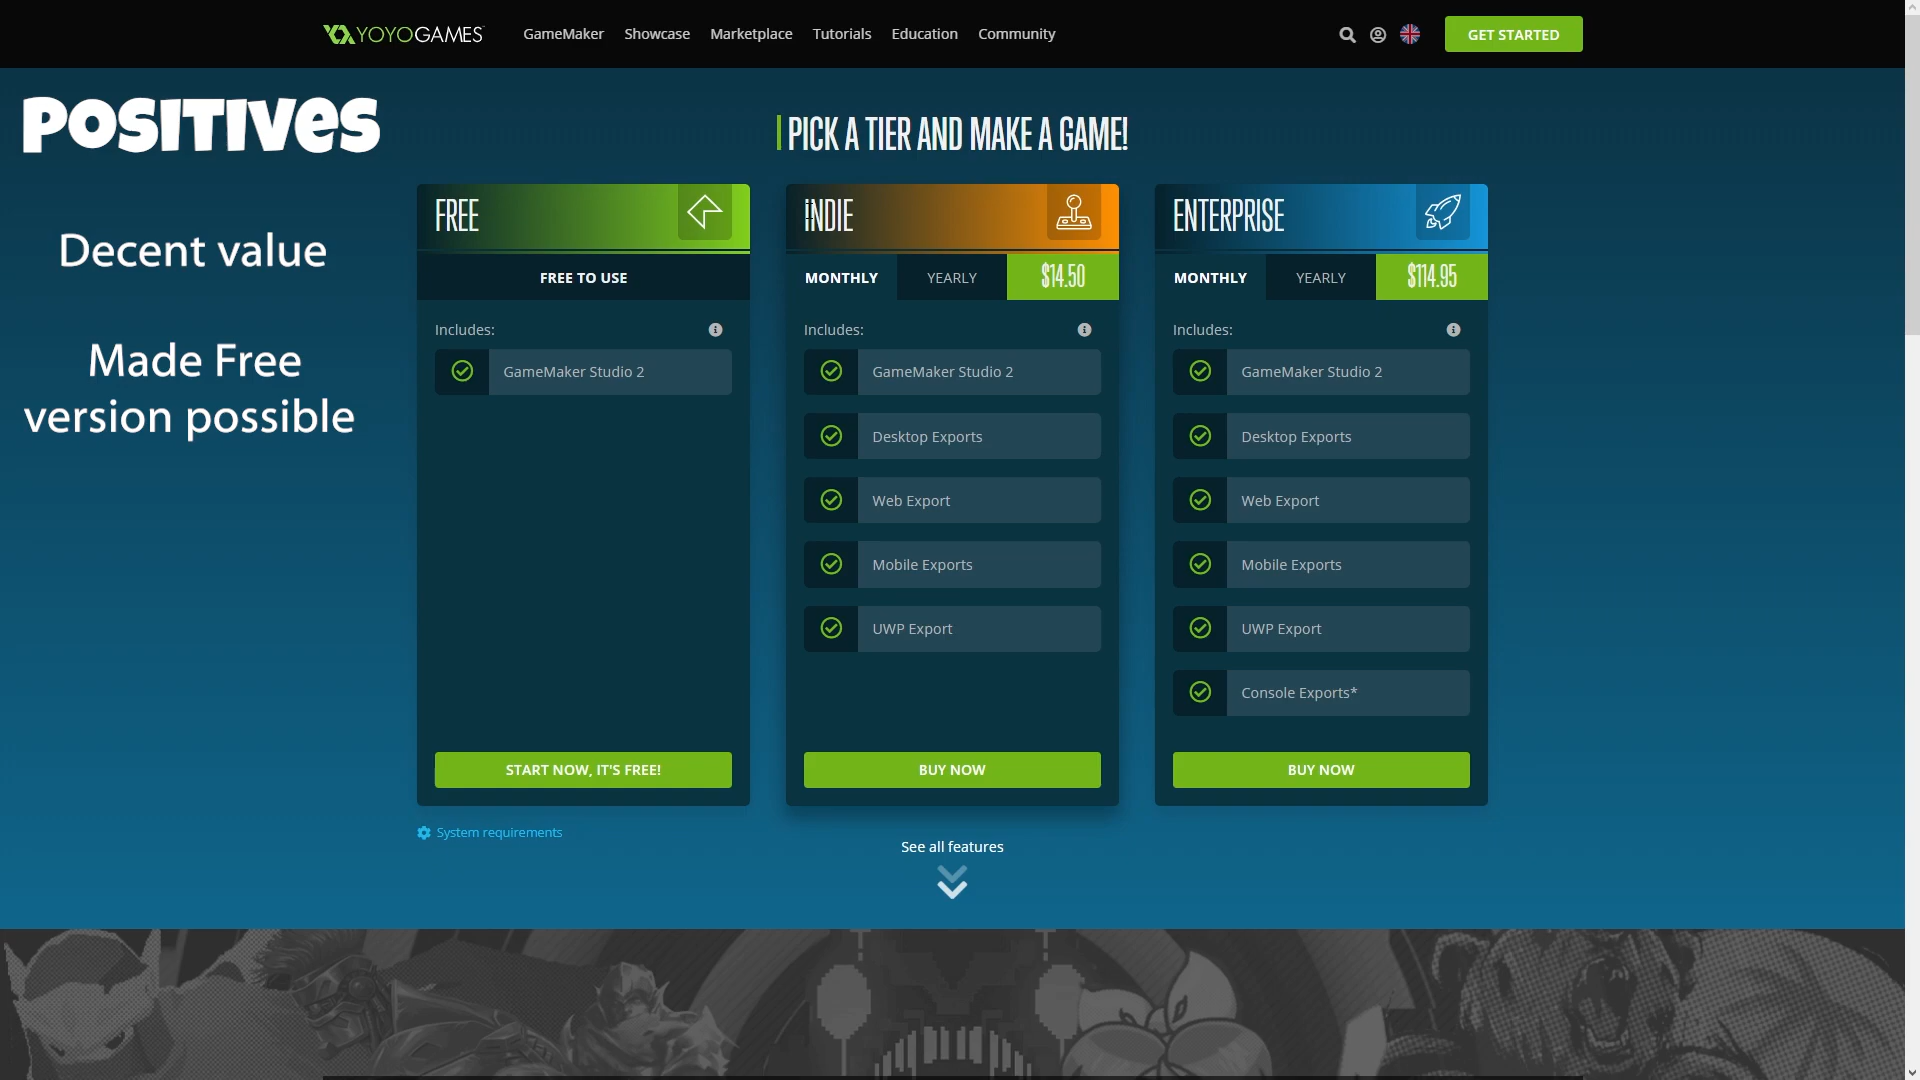 YOYOGAMES
GameMaker
Showcase
Marketplace
Tutorials
Education
Community
GET STARTED
POSITIVES
Decent value
Made Free
version possible
PICK A TIER AND MAKE A GAME!
FREE
FREE TO USE
Includes:
GameMaker Studio 2
START NOW, IT'S FREE!
System requirements
INDIE
MONTHLY
YEARLY
$14.50
Includes:
GameMaker Studio 2
Desktop Exports
Web Export
Mobile Exports
UWP Export
BUY NOW
ENTERPRISE
MONTHLY
YEARLY
$114.95
Includes:
GameMaker Studio 2
Desktop Exports
Web Export
Mobile Exports
UWP Export
Console Exports*
BUY NOW
See all features